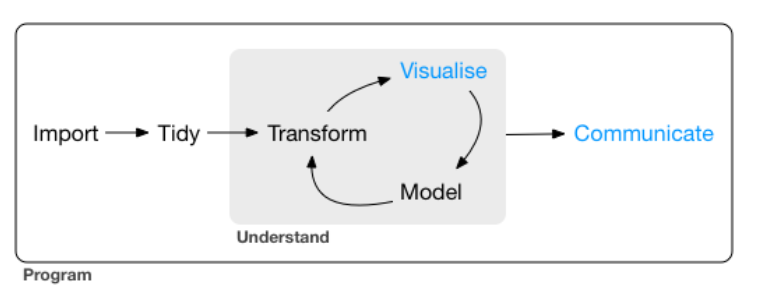 Visualise
Import
Tidy
Transform
Communicate
Model
Understand
Program